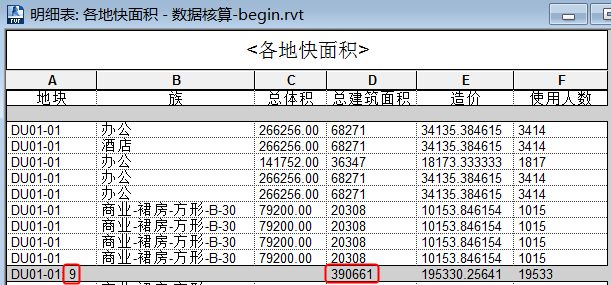 明细表: 各地快面积 - 数据核算-begin.rvt
<各地快面积>
A B C D E F
地块 族 总体积 总建筑面积 造价 使用人数
DU01-01 办公 266256.00 68271 34135.384615 3414
DU01-01 酒店 266256.00 68271 34135.384615 3414
DU01-01 办公 141752.00 36347 18173.333333 1817
DU01-01 办公 266256.00 68271 34135.384615 3414
DU01-01 办公 266256.00 68271 34135.384615 3414
DU01-01 商业-裙房-方形-B-30 79200.00 20308 10153.846154 1015
DU01-01 商业-裙房-方形-B-30 79200.00 20308 10153.846154 1015
DU01-01 商业-裙房-方形-B-30 79200.00 20308 10153.846154 1015
DU01-01 商业-裙房-方形-B-30 79200.00 20308 10153.846154 1015
DU01-01 9 390661 195330.25641 19533